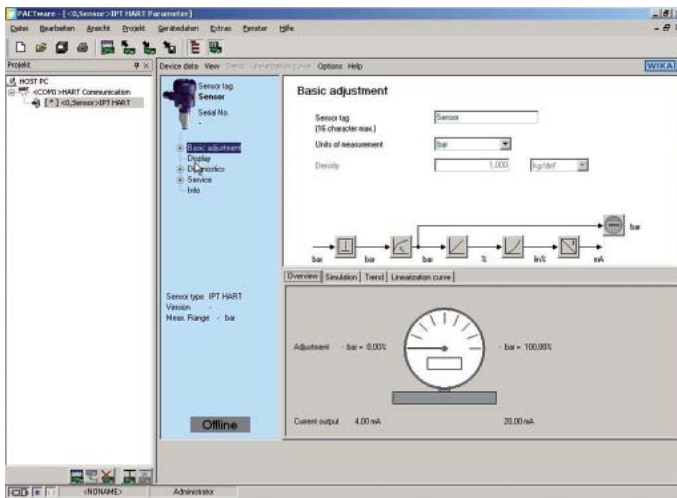 PACTware - [<0,Sensor>IPT HART Parameter]
Datei Bearbeiten Ansicht Projekt Gerätedaten Extras Fenster Hilfe
Projekt
HOST PC
<COM1>HART Communication
[ * ] <0,Sensor>IPT HART
Device data View Options Help
WIKA
Sensor tag
Sensor
Serial No.
-
Basic adjustment
Display
Diagnostics
Service
Info
Sensor type IPT HART
Version -
Meas. Range - bar
Offline
Basic adjustment
Sensor tag
(16 character max.)
Sensor
Units of measurement
bar
Density
1,000
kg/dm³
bar
bar bar bar % lin% mA
Overview Simulation Trend Linearization curve
Adjustment - bar = 0.00%
- bar = 100.00%
Current output 4.00 mA 20.00 mA
<NONAME> Administrator